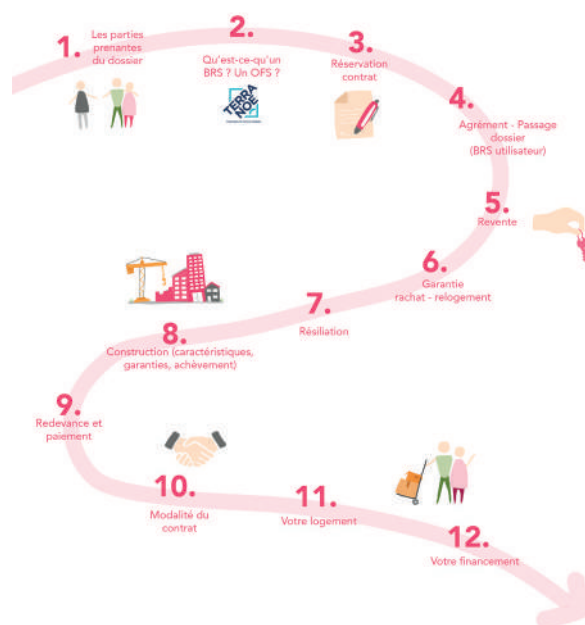 1.
Les parties
prenantes
du dossier
2.
Qu'est-ce-qu'un
BRS ? Un OFS ?
TERRA
NOE
3.
Réservation
contrat
4.
Agrément - Passage
dossier
(BRS utilisateur)
5.
Revente
6.
Garantie
rachat - relogement
7.
Résiliation
8.
Construction (caractéristiques,
garanties, achèvement)
9.
Redevance et
paiement
10.
Modalité du
contrat
11.
Votre logement
12.
Votre financement